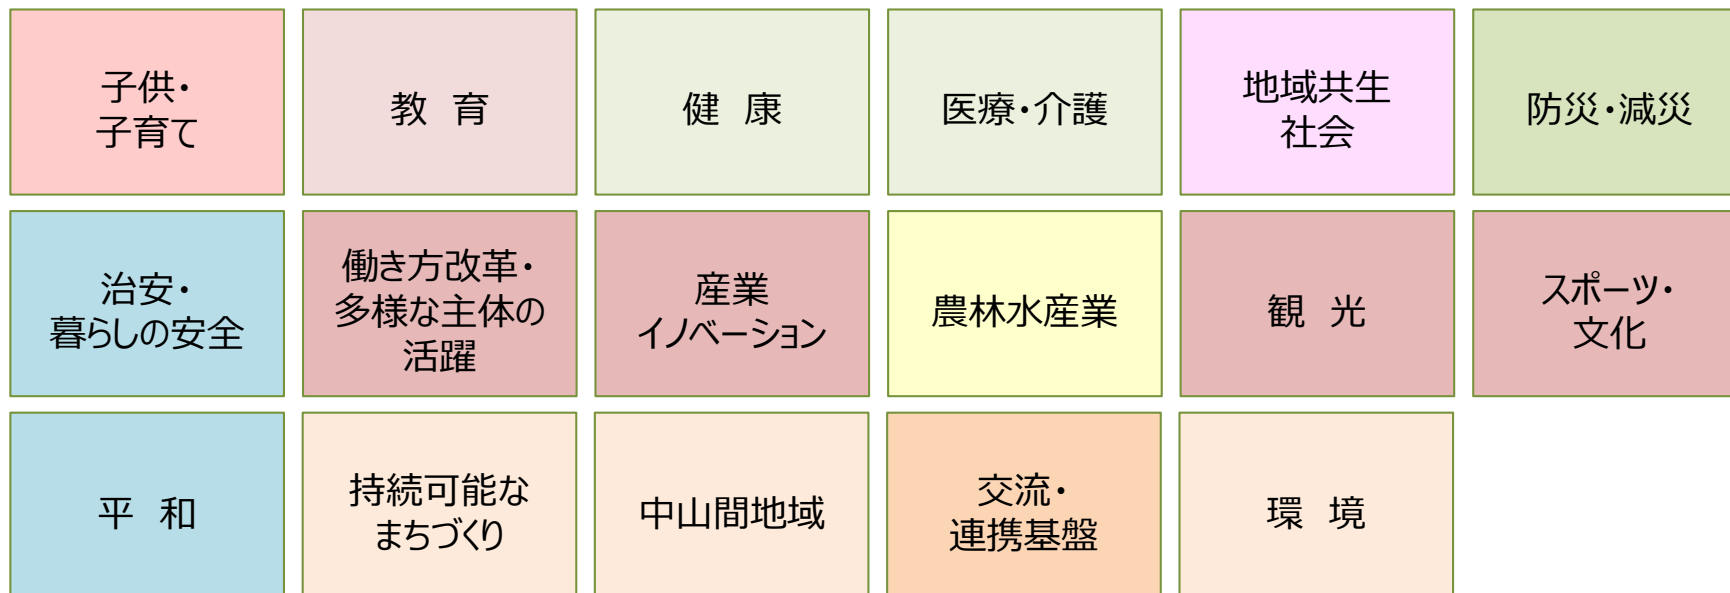 子供・
子育て
教　育
健　康
医療・介護
地域共生
社会
防災・減災
治安・
暮らしの安全
働き方改革・
多様な主体の
活躍
産業
イノベーション
農林水産業
観　光
スポーツ・
文化
平　和
持続可能な
まちづくり
中山間地域
交流・
連携基盤
環　境